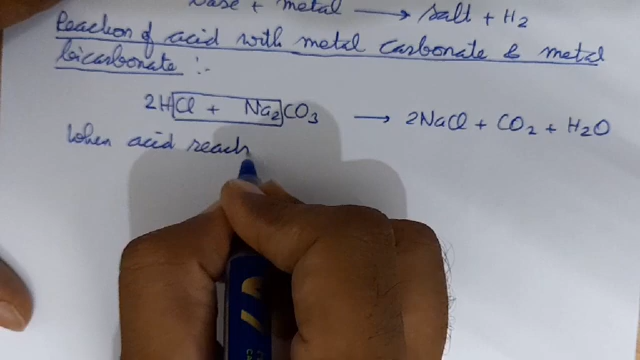 base + metal → salt + H2
Reaction of acid with metal carbonate & metal
bicarbonate :-
2HCl + Na2CO3 → 2NaCl + CO2 + H2O
When acid reach